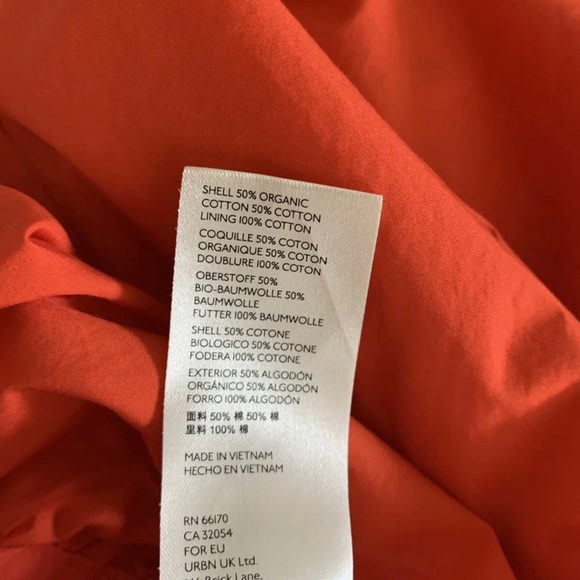 SHELL 50% ORGANIC
COTTON 50% COTTON
LINING 100% COTTON
COQUILLE 50% COTON
ORGANIQUE 50% COTON
DOUBLURE 100% COTON
OBERSTOFF 50%
BIO-BAUMWOLLE 50%
BAUMWOLLE
FUTTER 100% BAUMWOLLE
SHELL 50% COTONE
BIOLOGICO 50% COTONE
FODERA 100% COTONE
EXTERIOR 50% ALGODÓN
ORGÁNICO 50% ALGODÓN
FORRO 100% ALGODÓN
面料 50% 棉 50% 棉
里料 100% 棉
MADE IN VIETNAM
HECHO EN VIETNAM
RN 66170
CA 32054
FOR EU
URBN UK Ltd.
Brick Lane,